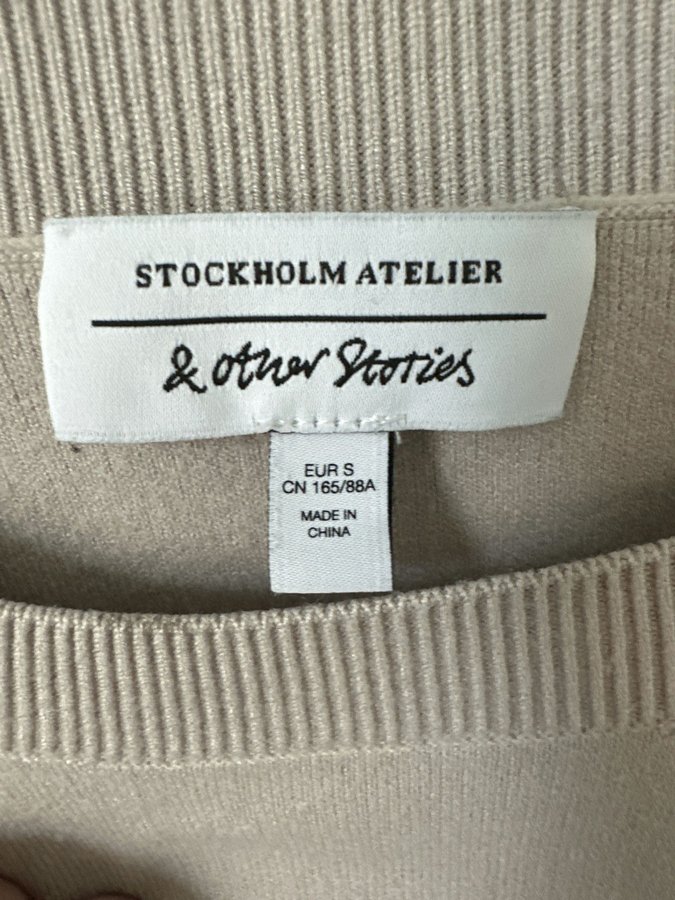 STOCKHOLM ATELIER
& other Stories
EUR S
CN 165/88A
MADE IN
CHINA